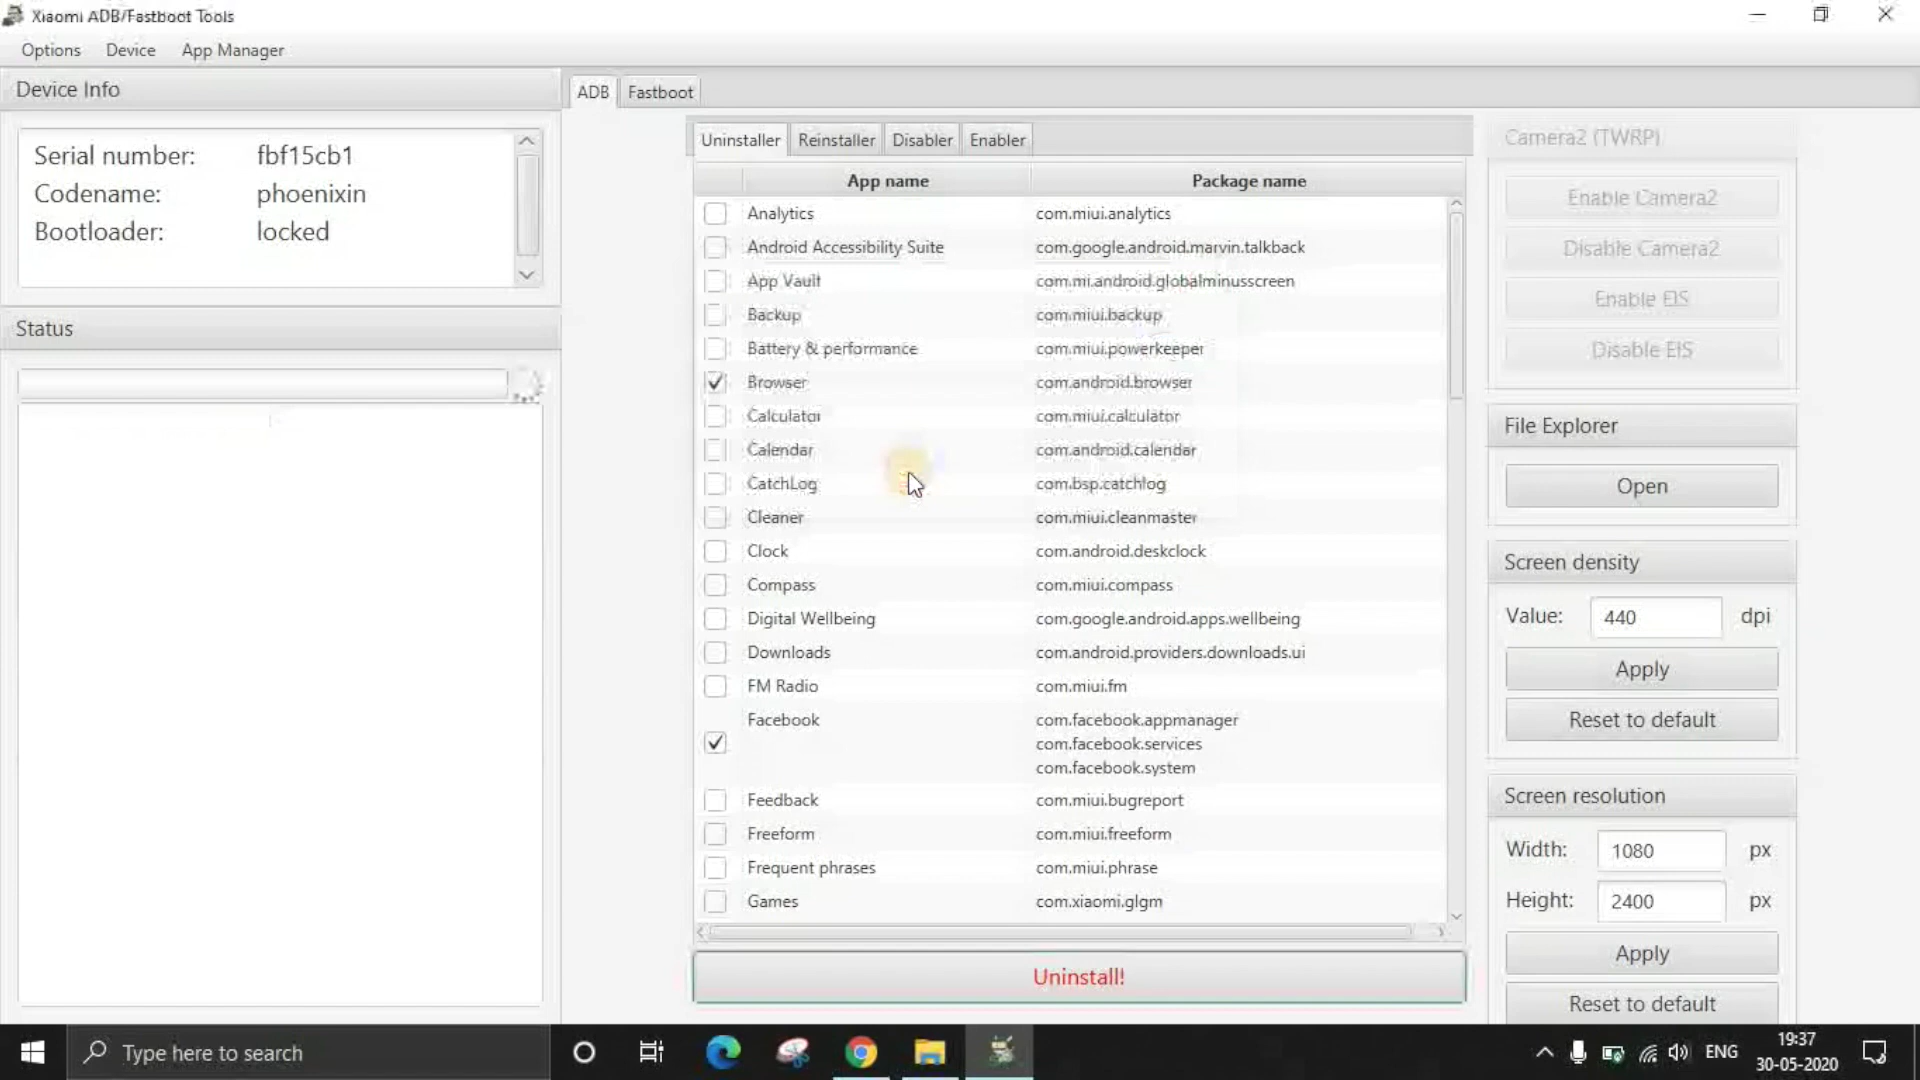 Xiaomi ADB/Fastboot Tools
Options Device App Manager
Device Info
Serial number: fbf15cb1
Codename: phoenixin
Bootloader: locked
Status
ADB Fastboot
Uninstaller Reinstaller Disabler Enabler
App name Package name
Analytics com.miui.analytics
Android Accessibility Suite com.google.android.marvin.talkback
App Vault com.mi.android.globalminusscreen
Backup com.miui.backup
Battery & performance com.miui.powerkeeper
Browser com.android.browser
Calculator com.miui.calculator
Calendar com.android.calendar
CatchLog com.bsp.catchlog
Cleaner com.miui.cleanmaster
Clock com.android.deskclock
Compass com.miui.compass
Digital Wellbeing com.google.android.apps.wellbeing
Downloads com.android.providers.downloads.ui
FM Radio com.miui.fm
Facebook com.facebook.appmanager
com.facebook.services
com.facebook.system
Feedback com.miui.bugreport
Freeform com.miui.freeform
Frequent phrases com.miui.phrase
Games com.xiaomi.glgm
Uninstall!
Camera2 (TWRP)
Enable Camera2
Disable Camera2
Enable EIS
Disable EIS
File Explorer
Open
Screen density
Value: 440 dpi
Apply
Reset to default
Screen resolution
Width: 1080 px
Height: 2400 px
Apply
Reset to default
Type here to search
ENG
19:37
30-05-2020